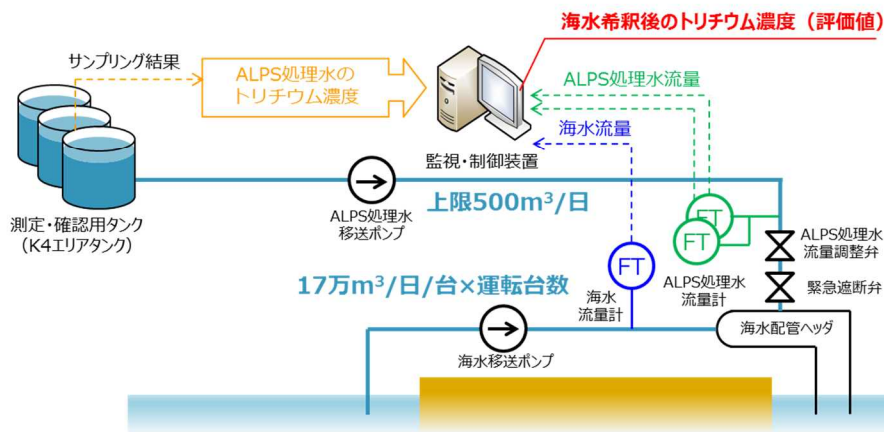 海水希釈後のトリチウム濃度（評価値）
サンプリング結果
ALPS処理水の
トリチウム濃度
ALPS処理水流量
海水流量
監視・制御装置
測定・確認用タンク
（K4エリアタンク）
ALPS処理水
移送ポンプ
上限500m³/日
FT
FT
ALPS処理水
流量計
ALPS処理水
流量調整弁
緊急遮断弁
17万m³/日/台×運転台数
FT
海水
流量計
海水移送ポンプ
海水配管ヘッダ